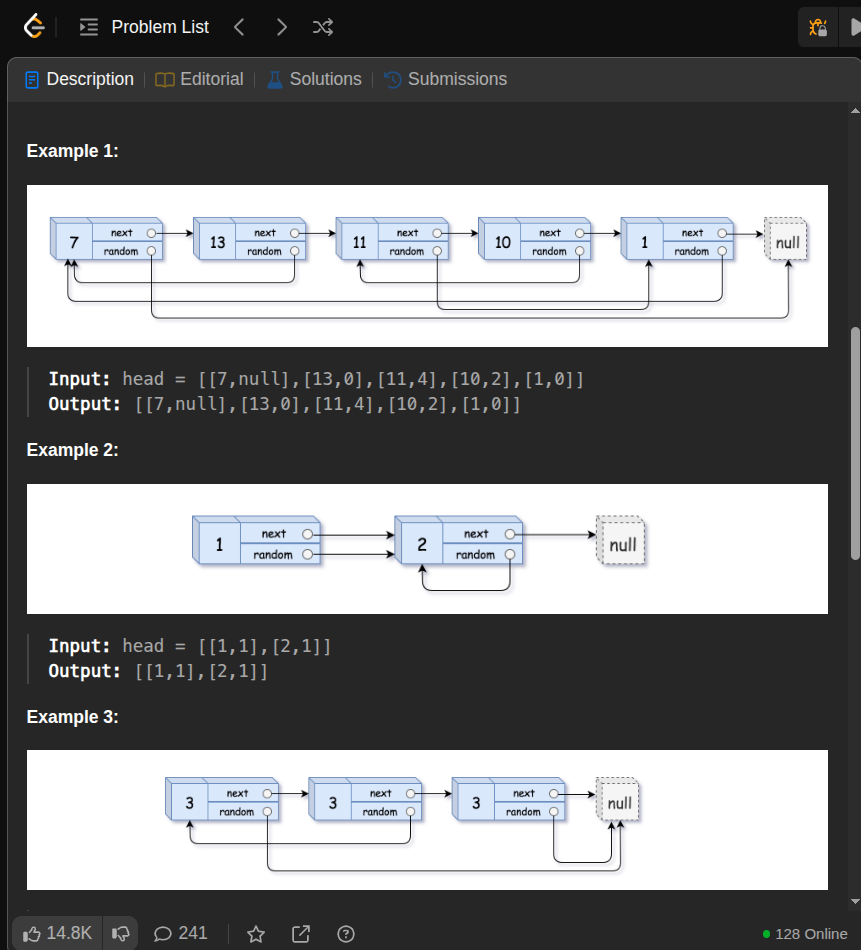 Problem List
Description Editorial Solutions Submissions
Example 1:
7 next random 13 next random 11 next random 10 next random 1 next random null
Input: head = [[7,null],[13,0],[11,4],[10,2],[1,0]]
Output: [[7,null],[13,0],[11,4],[10,2],[1,0]]
Example 2:
1 next random 2 next random null
Input: head = [[1,1],[2,1]]
Output: [[1,1],[2,1]]
Example 3:
3 next random 3 next random 3 next random null
14.8K 241 128 Online